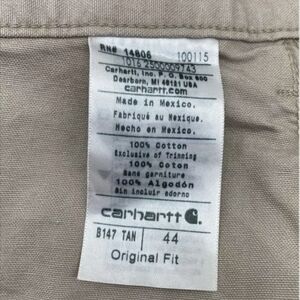 RN# 14806 100115
1016 2500009743
Carhartt, Inc. P. O. Box 600
Dearborn, MI 48121 USA
carhartt.com
Made in Mexico.
Fabriqué au Mexique.
Hecho en Mexico.
100% Cotton
Exclusive of Trimming
100% Coton
Sans garniture
100% Algodón
Sin incluir adorno
carhartt
B147 TAN 44
Original Fit